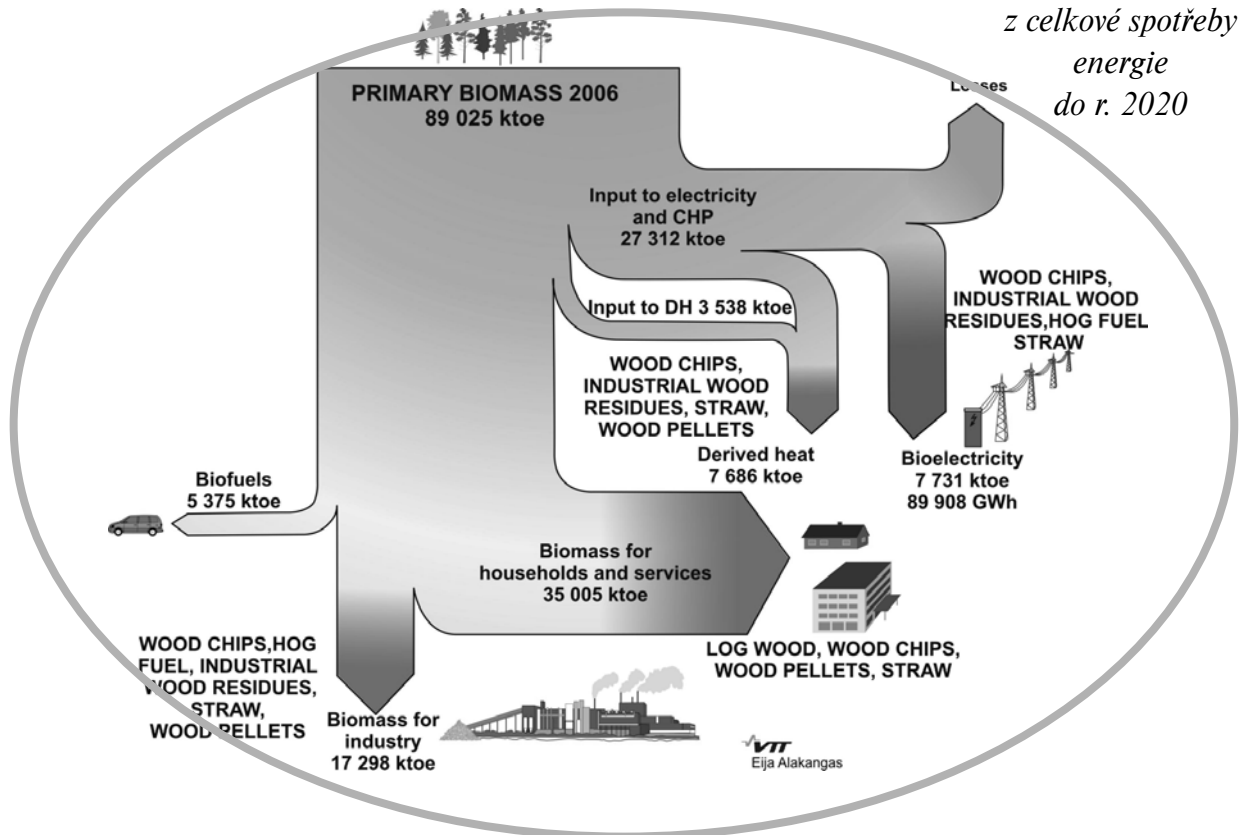 z celkové spotřeby
energie
do r. 2020
Losses
PRIMARY BIOMASS 2006
89 025 ktoe
Input to electricity
and CHP
27 312 ktoe
Input to DH 3 538 ktoe
WOOD CHIPS,
INDUSTRIAL WOOD
RESIDUES,HOG FUEL
STRAW
WOOD CHIPS,
INDUSTRIAL WOOD
RESIDUES, STRAW,
WOOD PELLETS
Derived heat
7 686 ktoe
Bioelectricity
7 731 ktoe
89 908 GWh
Biofuels
5 375 ktoe
Biomass for
households and services
35 005 ktoe
LOG WOOD, WOOD CHIPS,
WOOD PELLETS, STRAW
WOOD CHIPS,HOG
FUEL, INDUSTRIAL
WOOD RESIDUES,
STRAW,
WOOD PELLETS
Biomass for
industry
17 298 ktoe
VTT
Eija Alakangas